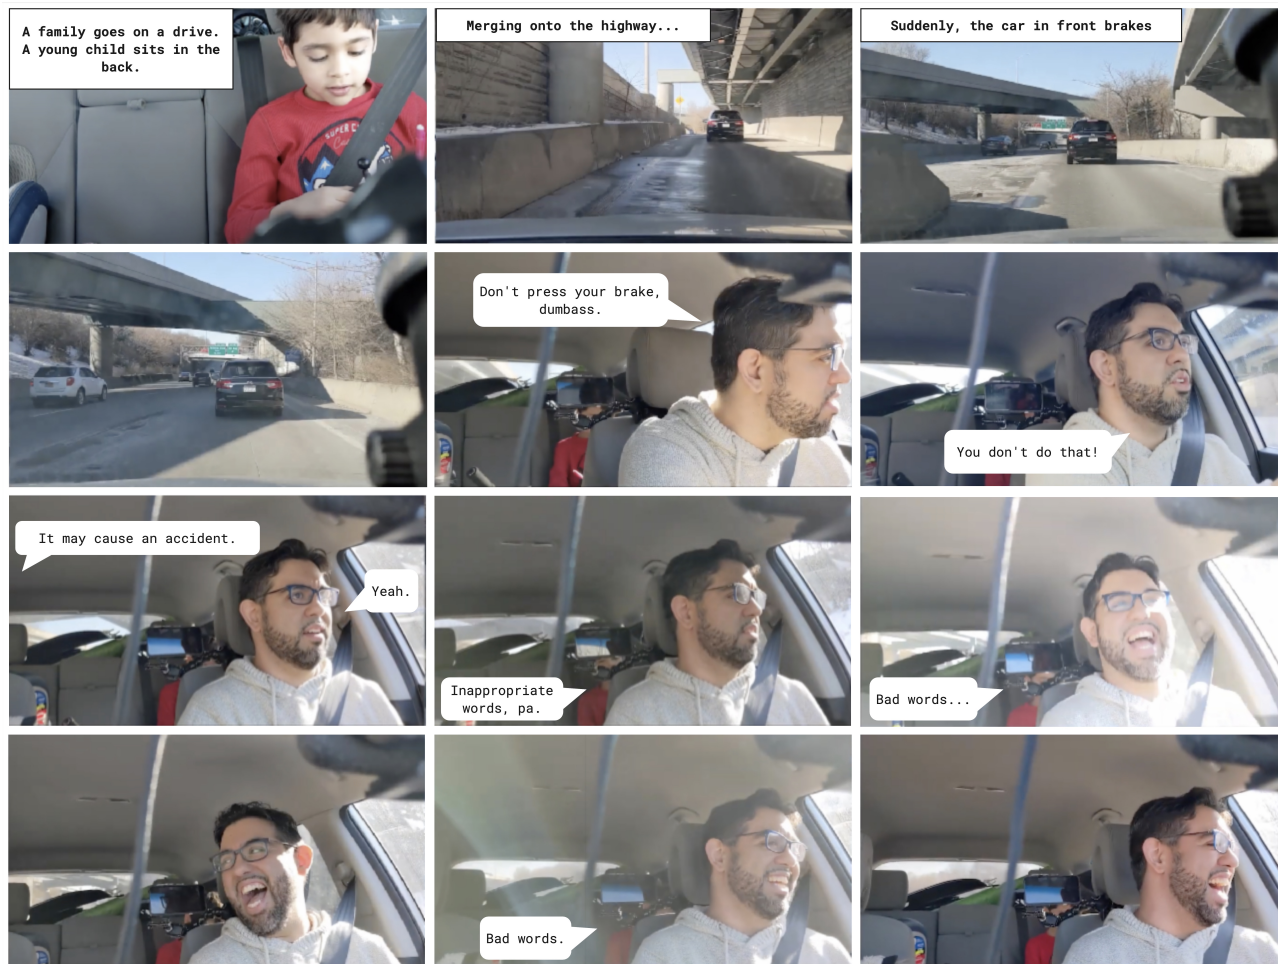 A family goes on a drive.
A young child sits in the
back.
Merging onto the highway...
Suddenly, the car in front brakes
SUPER
Don't press your brake,
dumbass.
You don't do that!
It may cause an accident.
Yeah.
Inappropriate
words, pa.
Bad words...
Bad words.